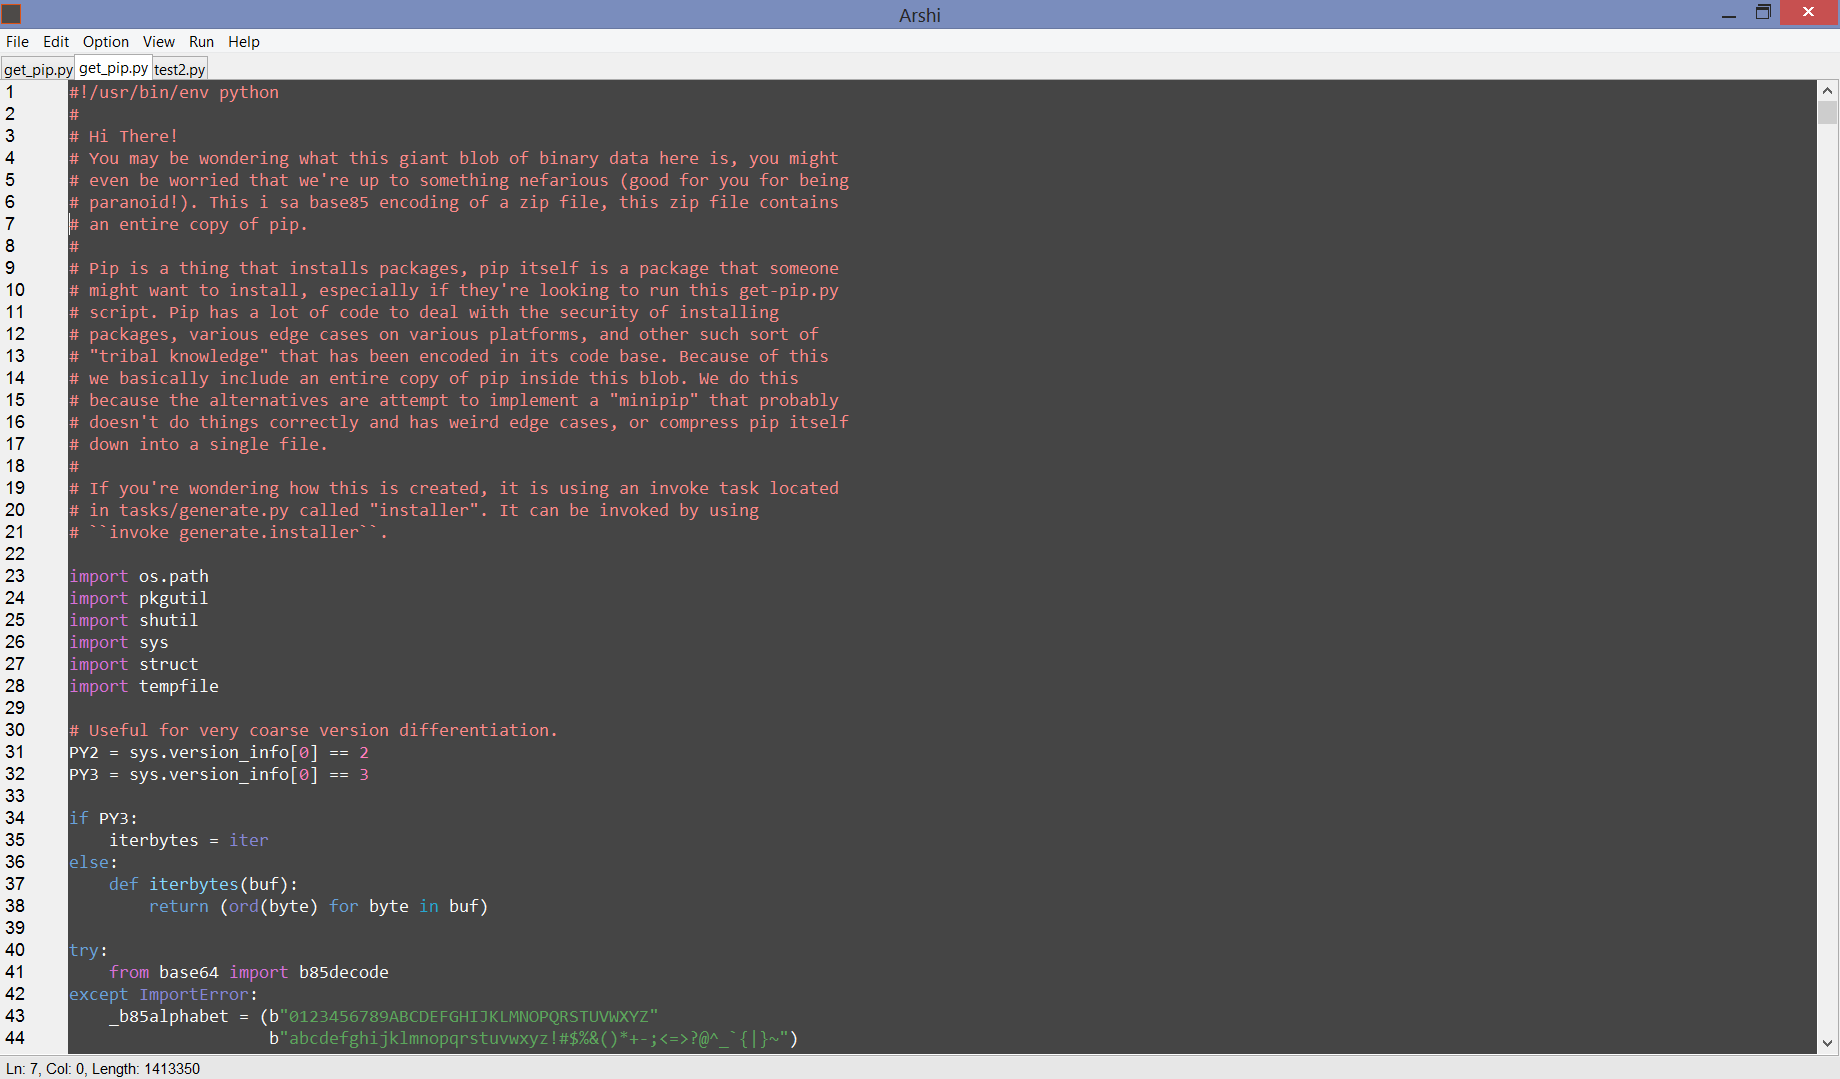 Arshi
File Edit Option View Run Help
get_pip.py get_pip.py test2.py
1 #!/usr/bin/env python
2 #
3 # Hi There!
4 # You may be wondering what this giant blob of binary data here is, you might
5 # even be worried that we're up to something nefarious (good for you for being
6 # paranoid!). This i sa base85 encoding of a zip file, this zip file contains
7 # an entire copy of pip.
8 #
9 # Pip is a thing that installs packages, pip itself is a package that someone
10 # might want to install, especially if they're looking to run this get-pip.py
11 # script. Pip has a lot of code to deal with the security of installing
12 # packages, various edge cases on various platforms, and other such sort of
13 # "tribal knowledge" that has been encoded in its code base. Because of this
14 # we basically include an entire copy of pip inside this blob. We do this
15 # because the alternatives are attempt to implement a "minipip" that probably
16 # doesn't do things correctly and has weird edge cases, or compress pip itself
17 # down into a single file.
18 #
19 # If you're wondering how this is created, it is using an invoke task located
20 # in tasks/generate.py called "installer". It can be invoked by using
21 # ``invoke generate.installer``.
22
23 import os.path
24 import pkgutil
25 import shutil
26 import sys
27 import struct
28 import tempfile
29
30 # Useful for very coarse version differentiation.
31 PY2 = sys.version_info[0] == 2
32 PY3 = sys.version_info[0] == 3
33
34 if PY3:
35     iterbytes = iter
36 else:
37     def iterbytes(buf):
38         return (ord(byte) for byte in buf)
39
40 try:
41     from base64 import b85decode
42 except ImportError:
43     _b85alphabet = (b"0123456789ABCDEFGHIJKLMNOPQRSTUVWXYZ"
44                     b"abcdefghijklmnopqrstuvwxyz!#$%&()*+-;<=>?@^_`{|}~")
Ln: 7, Col: 0, Length: 1413350